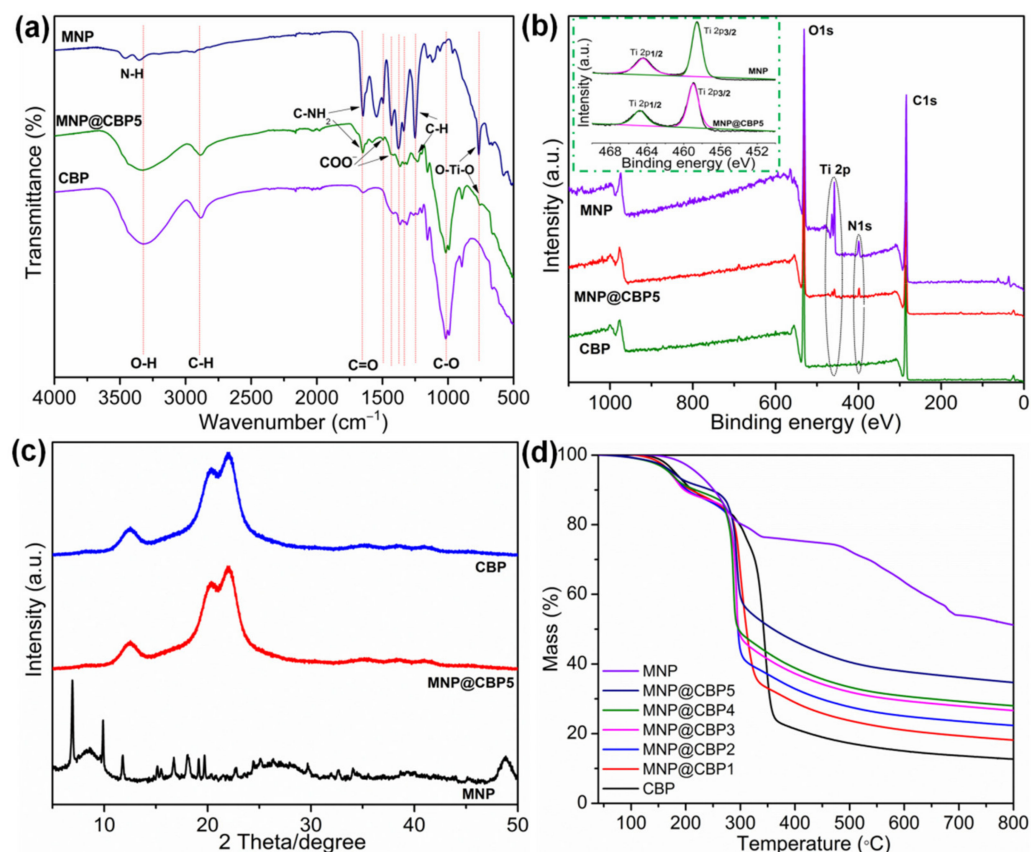 (a)
MNP
N-H
MNP@CBP5
C-NH2
C-H
COO−
O-Ti-O
CBP
O-H
C-H
C=O
C-O
4000 3500 3000 2500 2000 1500 1000 500
Wavenumber (cm−1)
Transmittance (%)
(b)
O1s
C1s
Ti 2p3/2
Ti 2p1/2
MNP
Ti 2p1/2
Ti 2p3/2
MNP@CBP5
468 464 460 456 452
Binding energy (eV)
Intensity (a.u.)
Ti 2p
MNP
N1s
MNP@CBP5
CBP
1000 800 600 400 200 0
Binding energy (eV)
Intensity (a.u.)
(c)
CBP
MNP@CBP5
MNP
10 20 30 40 50
2 Theta/degree
Intensity (a.u.)
(d)
100
80
60
40
20
0
MNP
MNP@CBP5
MNP@CBP4
MNP@CBP3
MNP@CBP2
MNP@CBP1
CBP
100 200 300 400 500 600 700 800
Temperature (◦C)
Mass (%)